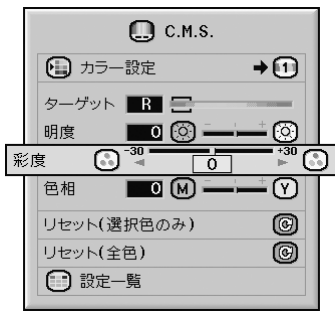 C.M.S.
カラー設定 1
ターゲット R
明度 0
彩度 -30 0 +30
色相 0 M Y
リセット(選択色のみ)
リセット(全色)
設定一覧